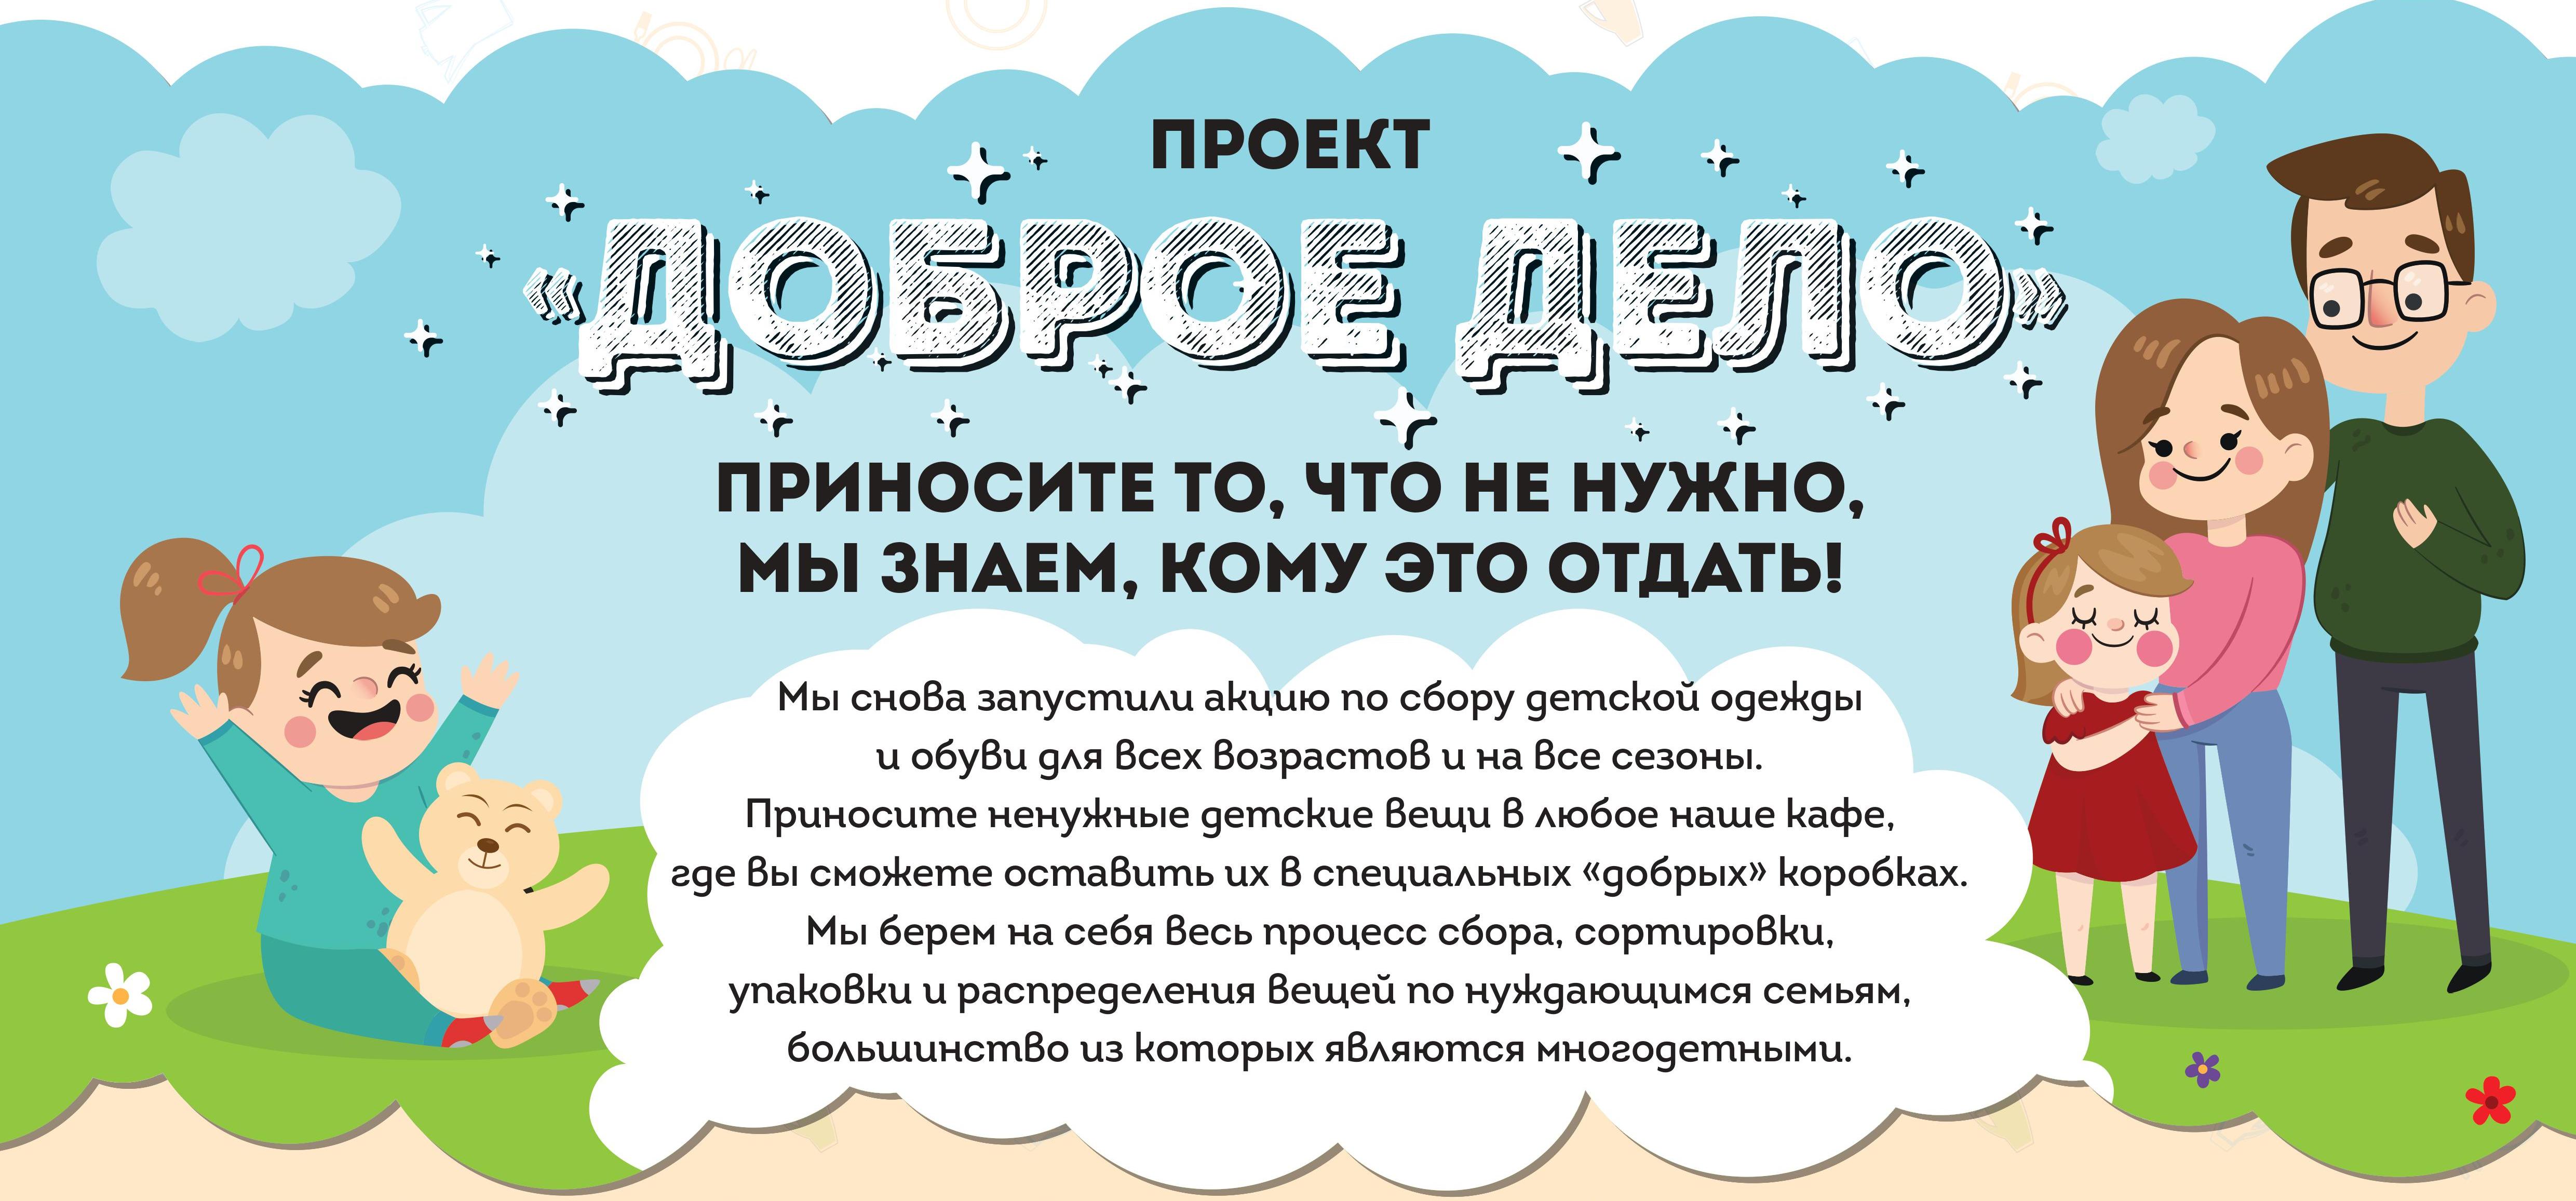 ПРОЕКТ
«ДОБРОЕ ДЕЛО»
ПРИНОСИТЕ ТО, ЧТО НЕ НУЖНО,
МЫ ЗНАЕМ, КОМУ ЭТО ОТДАТЬ!
Мы снова запустили акцию по сбору детской одежды
и обуви для всех возрастов и на все сезоны.
Приносите ненужные детские вещи в любое наше кафе,
где вы сможете оставить их в специальных «добрых» коробках.
Мы берем на себя весь процесс сбора, сортировки,
упаковки и распределения вещей по нуждающимся семьям,
большинство из которых являются многодетными.